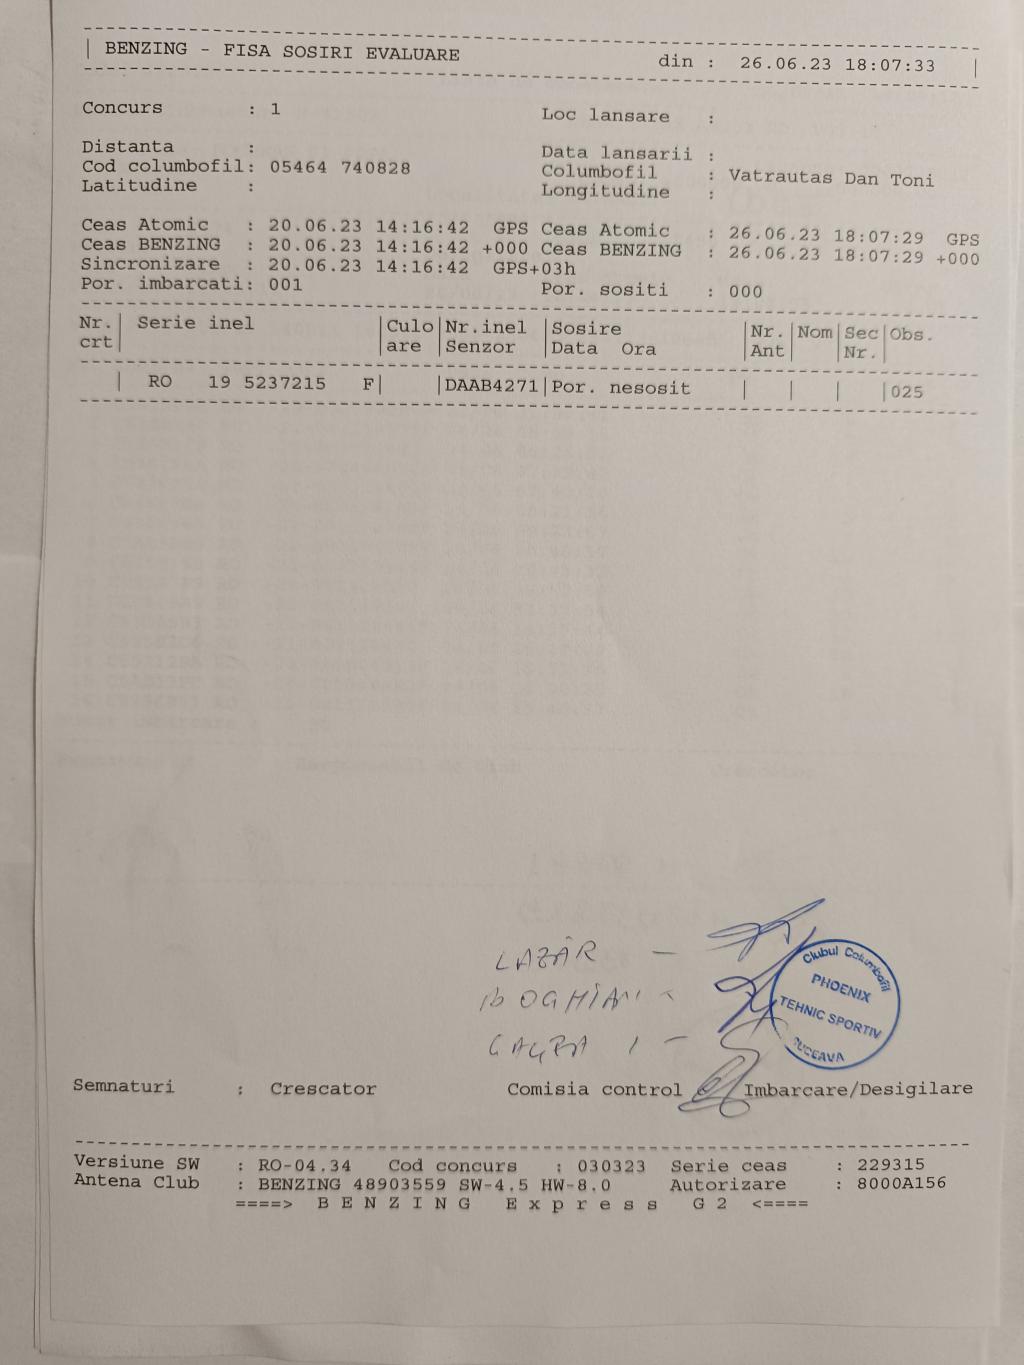 | BENZING - FISA SOSIRI EVALUARE din : 26.06.23 18:07:33 |
Concurs : 1 Loc lansare :
Distanta : Data lansarii :
Cod columbofil: 05464 740828 Columbofil : Vatrautas Dan Toni
Latitudine : Longitudine :
Ceas Atomic : 20.06.23 14:16:42 GPS Ceas Atomic : 26.06.23 18:07:29 GPS
Ceas BENZING : 20.06.23 14:16:42 +000 Ceas BENZING : 26.06.23 18:07:29 +000
Sincronizare : 20.06.23 14:16:42 GPS+03h
Por. imbarcati: 001 Por. sositi : 000
Nr.| Serie inel |Culo|Nr.inel |Sosire |Nr.|Nom|Sec|Obs.
crt| |are |Senzor |Data Ora |Ant| |Nr.|
| RO 19 5237215 F| |DAAB4271|Por. nesosit | | | |025
LAZĂR -
Clubul Columbofil
PHOENIX
TEHNIC SPORTIV
SUCEAVA
Semnaturi : Crescator Comisia control Imbarcare/Desigilare
Versiune SW : RO-04.34 Cod concurs : 030323 Serie ceas : 229315
Antena Club : BENZING 48903559 SW-4.5 HW-8.0 Autorizare : 8000A156
====> B E N Z I N G E x p r e s s G 2 <====